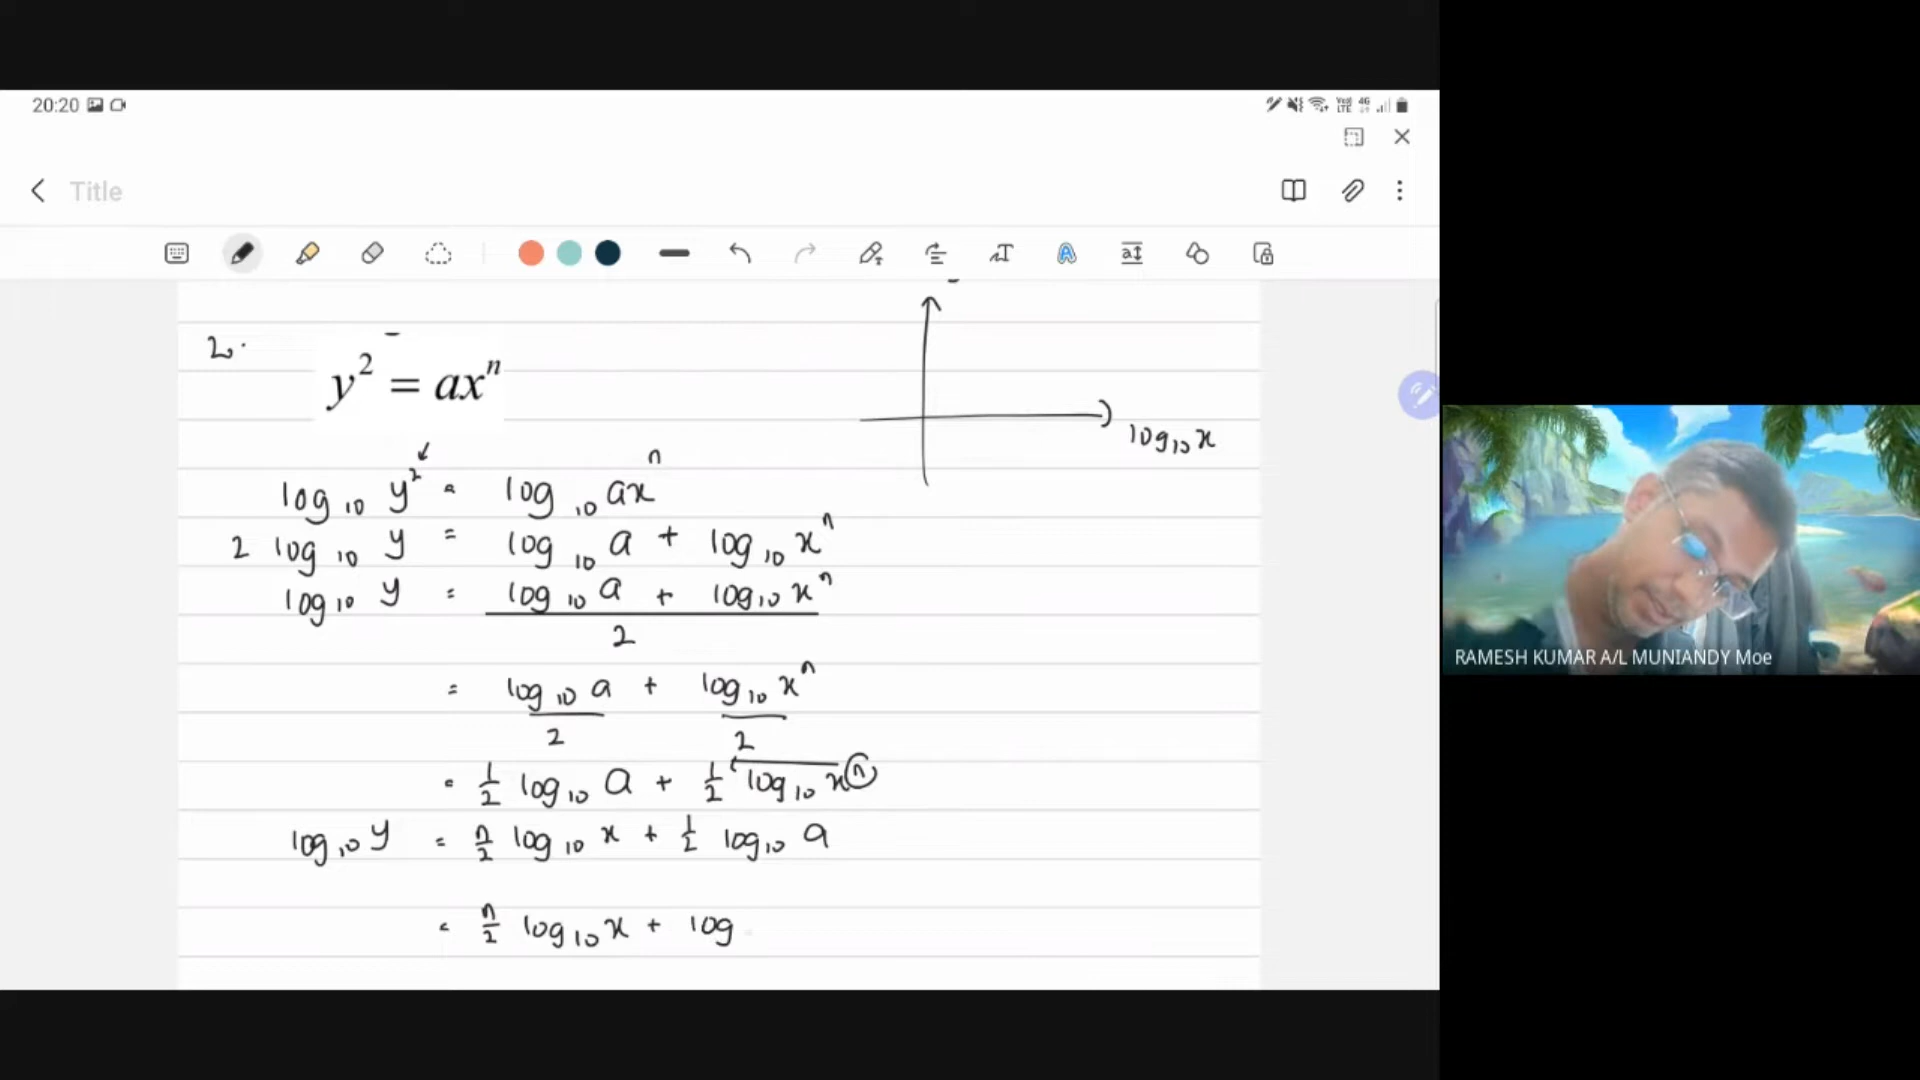 20:20
Title
2.
y² = axⁿ
log₁₀ x
log₁₀ y² = log₁₀ axⁿ
2 log₁₀ y = log₁₀ a + log₁₀ xⁿ
log₁₀ y = log₁₀ a + log₁₀ xⁿ
2
= log₁₀ a + log₁₀ xⁿ
2 2
= 1/2 log₁₀ a + 1/2 log₁₀ xⁿ
log₁₀ y = n/2 log₁₀ x + 1/2 log₁₀ a
= n/2 log₁₀ x + log
RAMESH KUMAR A/L MUNIANDY Moe